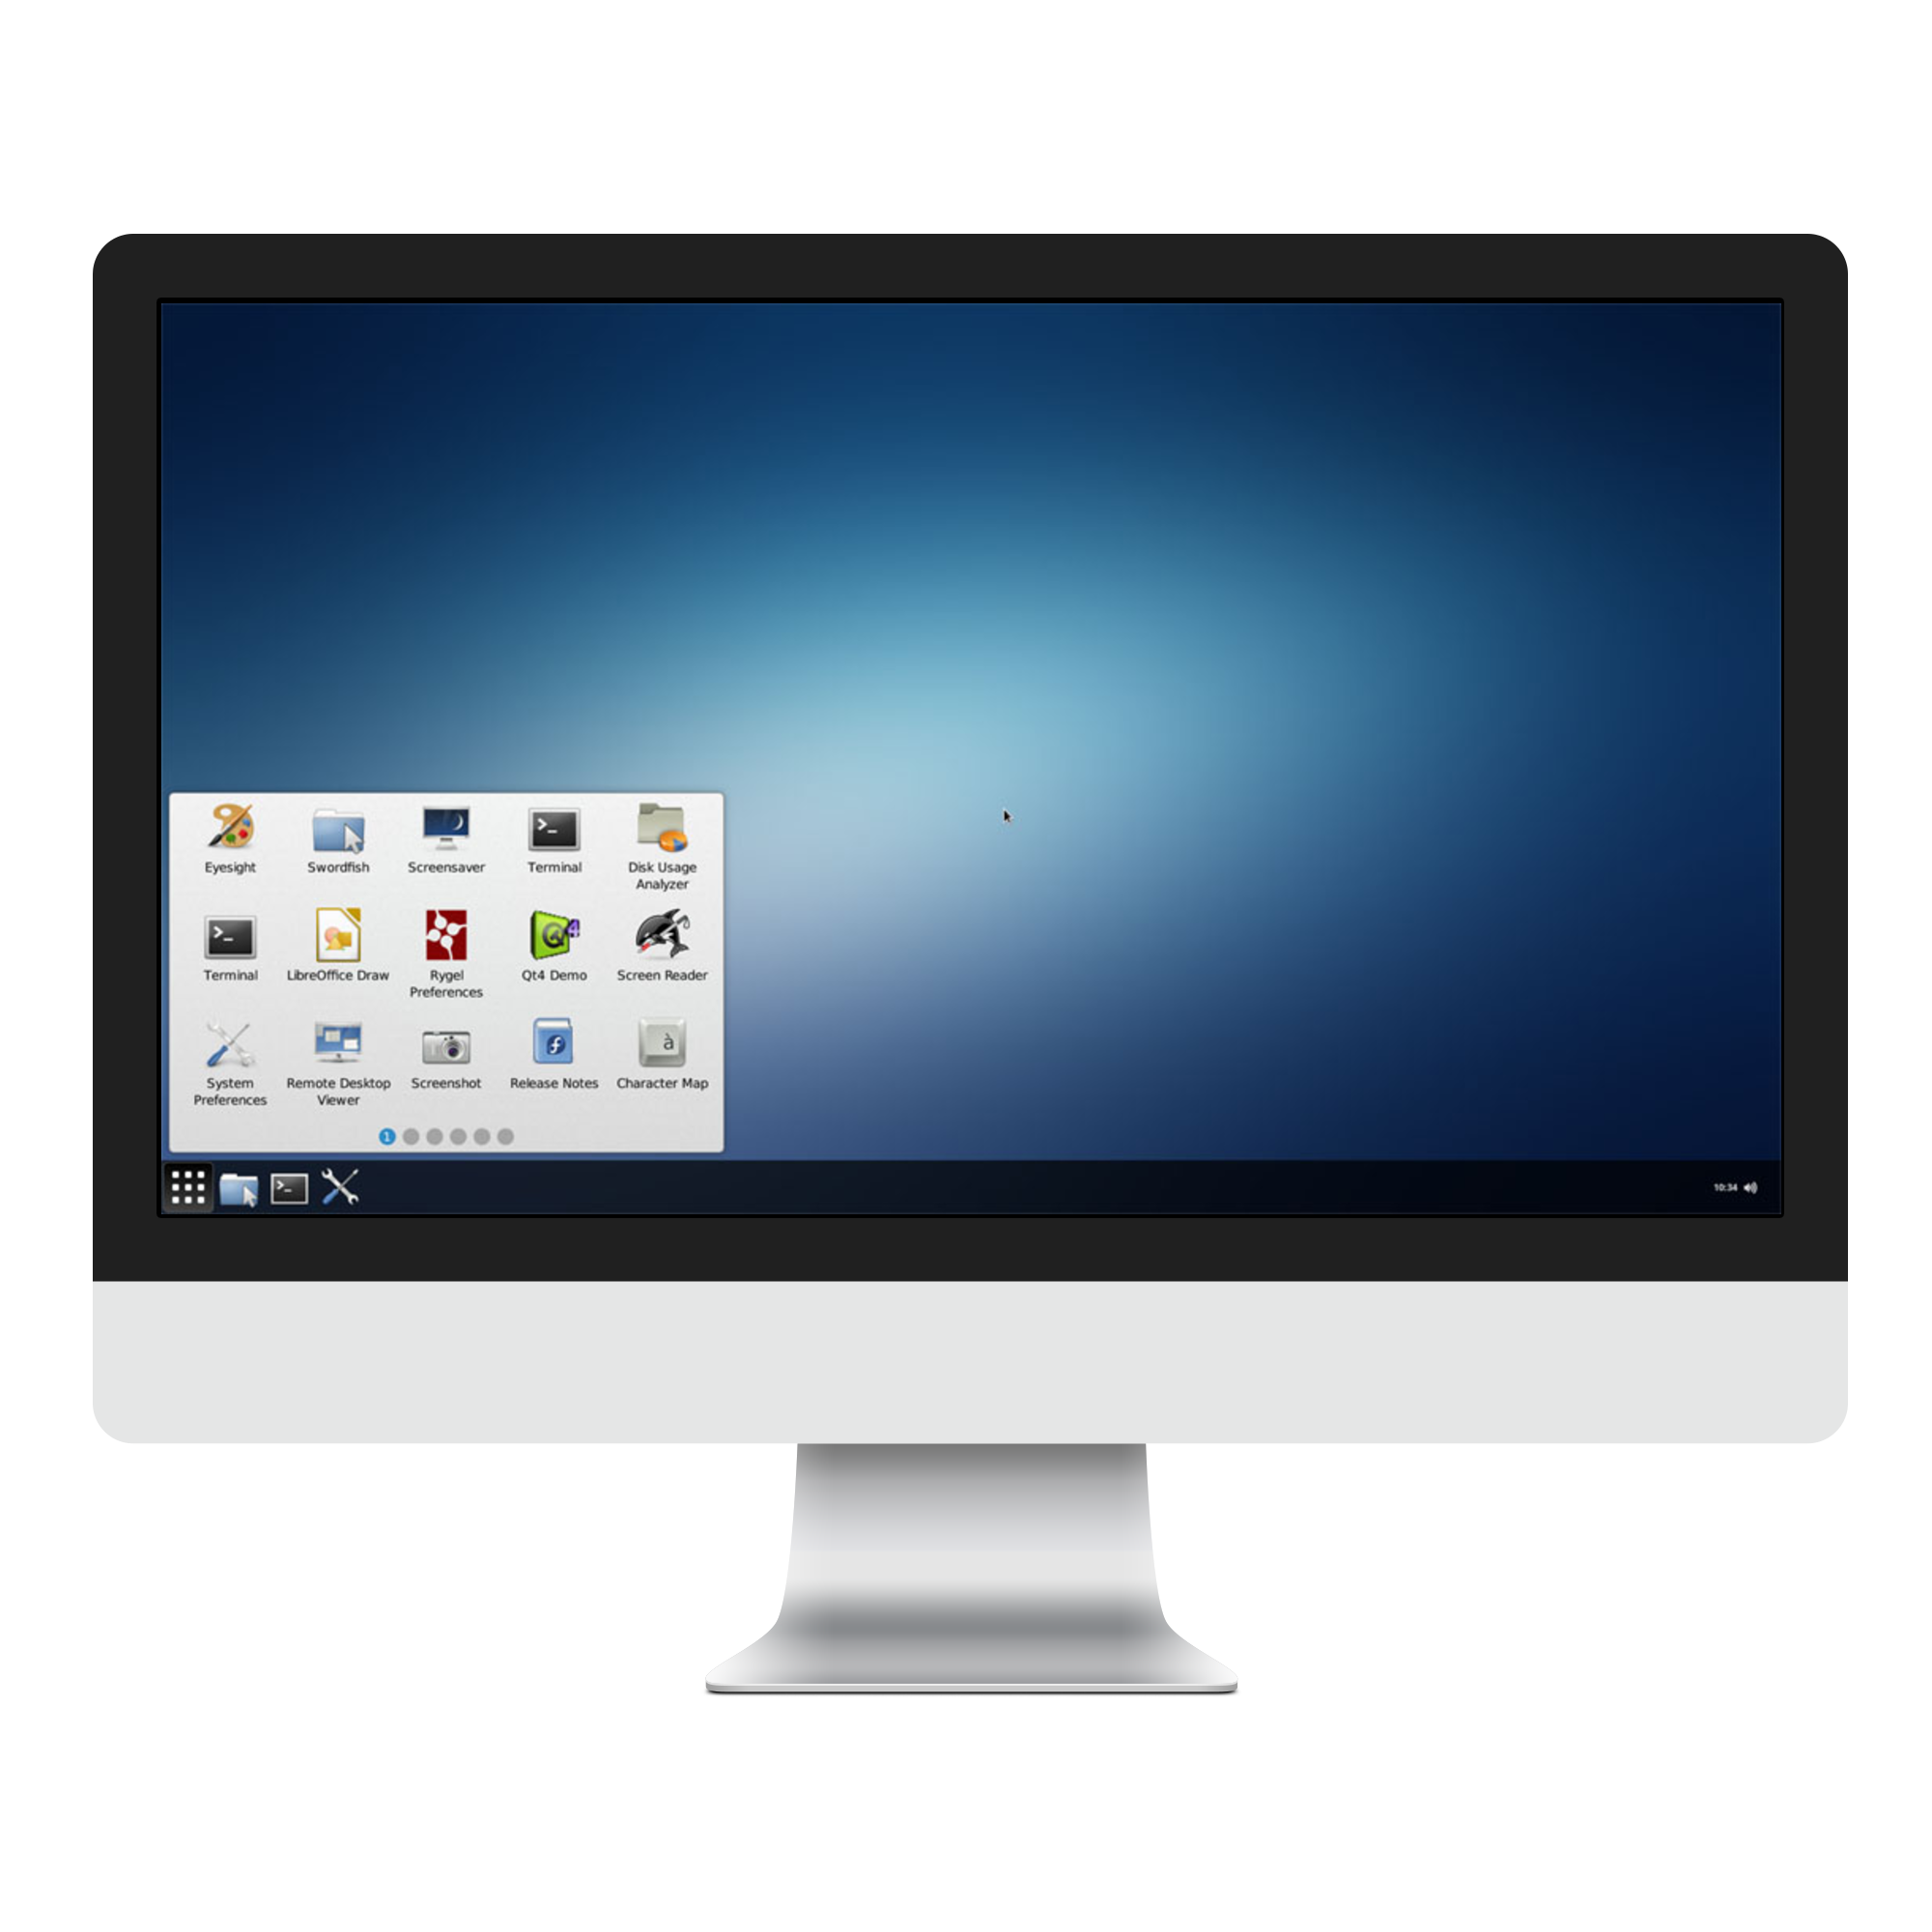 Eyesight
Swordfish
Screensaver
Terminal
Disk Usage
Analyzer
Terminal
LibreOffice Draw
Rygel
Preferences
Qt4 Demo
Screen Reader
System
Preferences
Remote Desktop
Viewer
Screenshot
Release Notes
à
Character Map
1
10:34